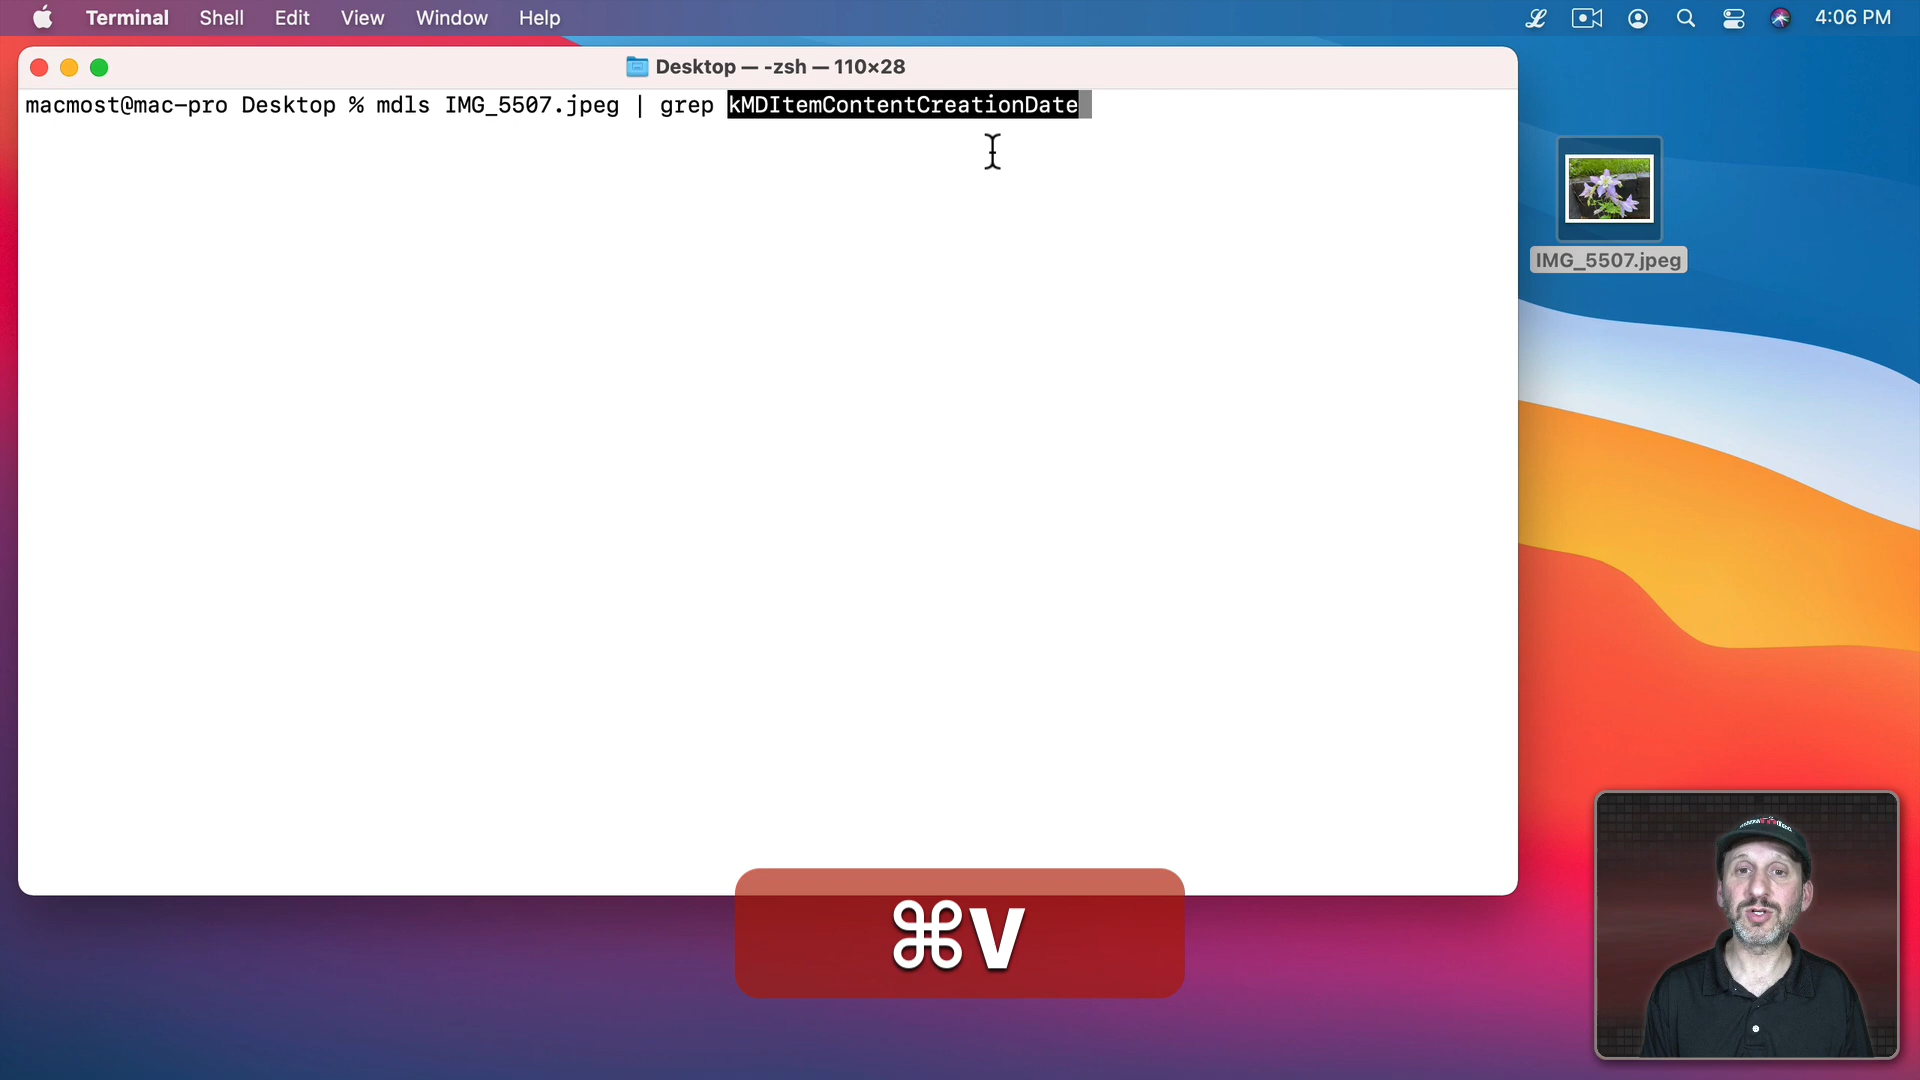 Terminal Shell Edit View Window Help 4:06 PM
Desktop — -zsh — 110×28
macmost@mac-pro Desktop % mdls IMG_5507.jpeg | grep kMDItemContentCreationDate
IMG_5507.jpeg
⌘V